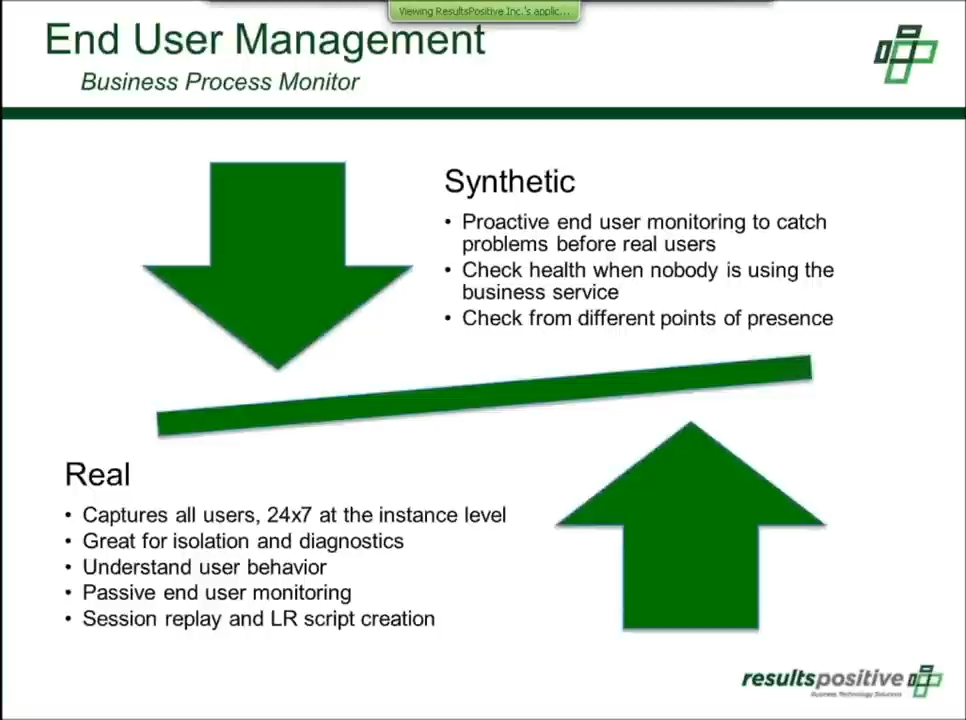 Viewing ResultsPositive Inc.'s applic...
End User Management
Business Process Monitor
Synthetic
• Proactive end user monitoring to catch
problems before real users
• Check health when nobody is using the
business service
• Check from different points of presence
Real
• Captures all users, 24x7 at the instance level
• Great for isolation and diagnostics
• Understand user behavior
• Passive end user monitoring
• Session replay and LR script creation
resultspositive
Business Technology Solutions